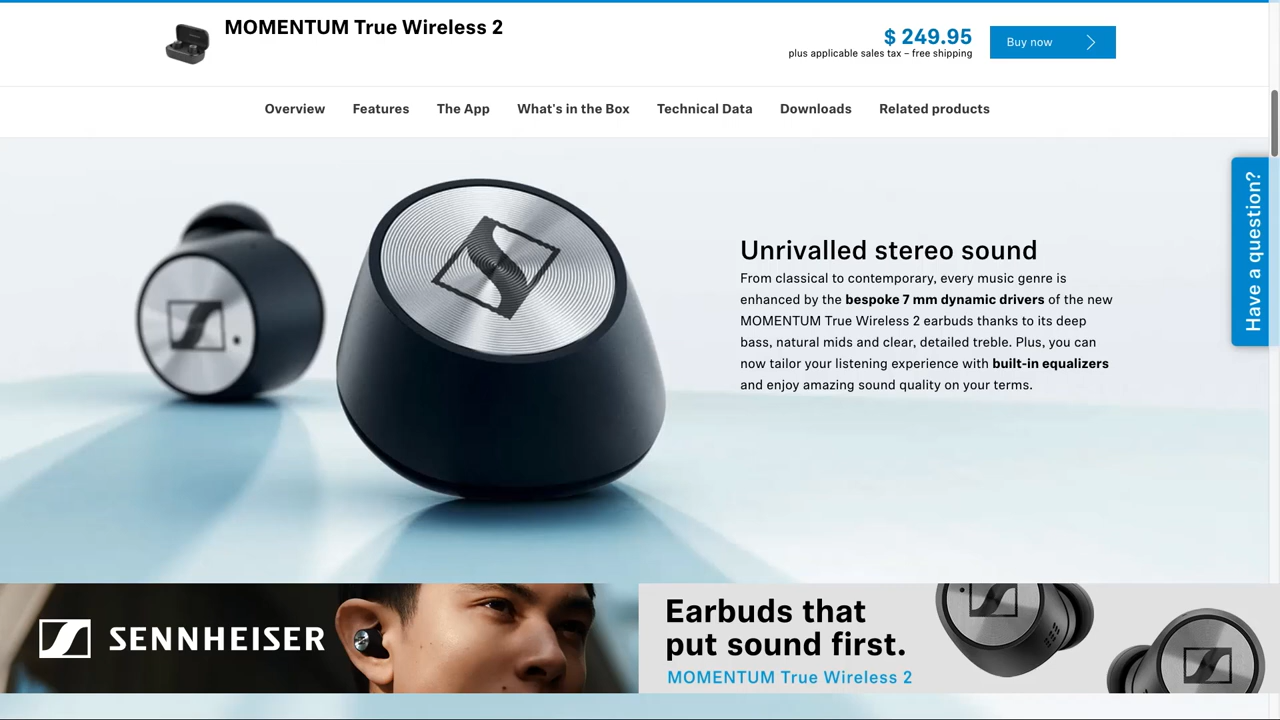 MOMENTUM True Wireless 2
$ 249.95
plus applicable sales tax – free shipping
Buy now
Overview Features The App What's in the Box Technical Data Downloads Related products
Have a question?
Unrivalled stereo sound
From classical to contemporary, every music genre is
enhanced by the bespoke 7 mm dynamic drivers of the new
MOMENTUM True Wireless 2 earbuds thanks to its deep
bass, natural mids and clear, detailed treble. Plus, you can
now tailor your listening experience with built-in equalizers
and enjoy amazing sound quality on your terms.
SENNHEISER
Earbuds that
put sound first.
MOMENTUM True Wireless 2